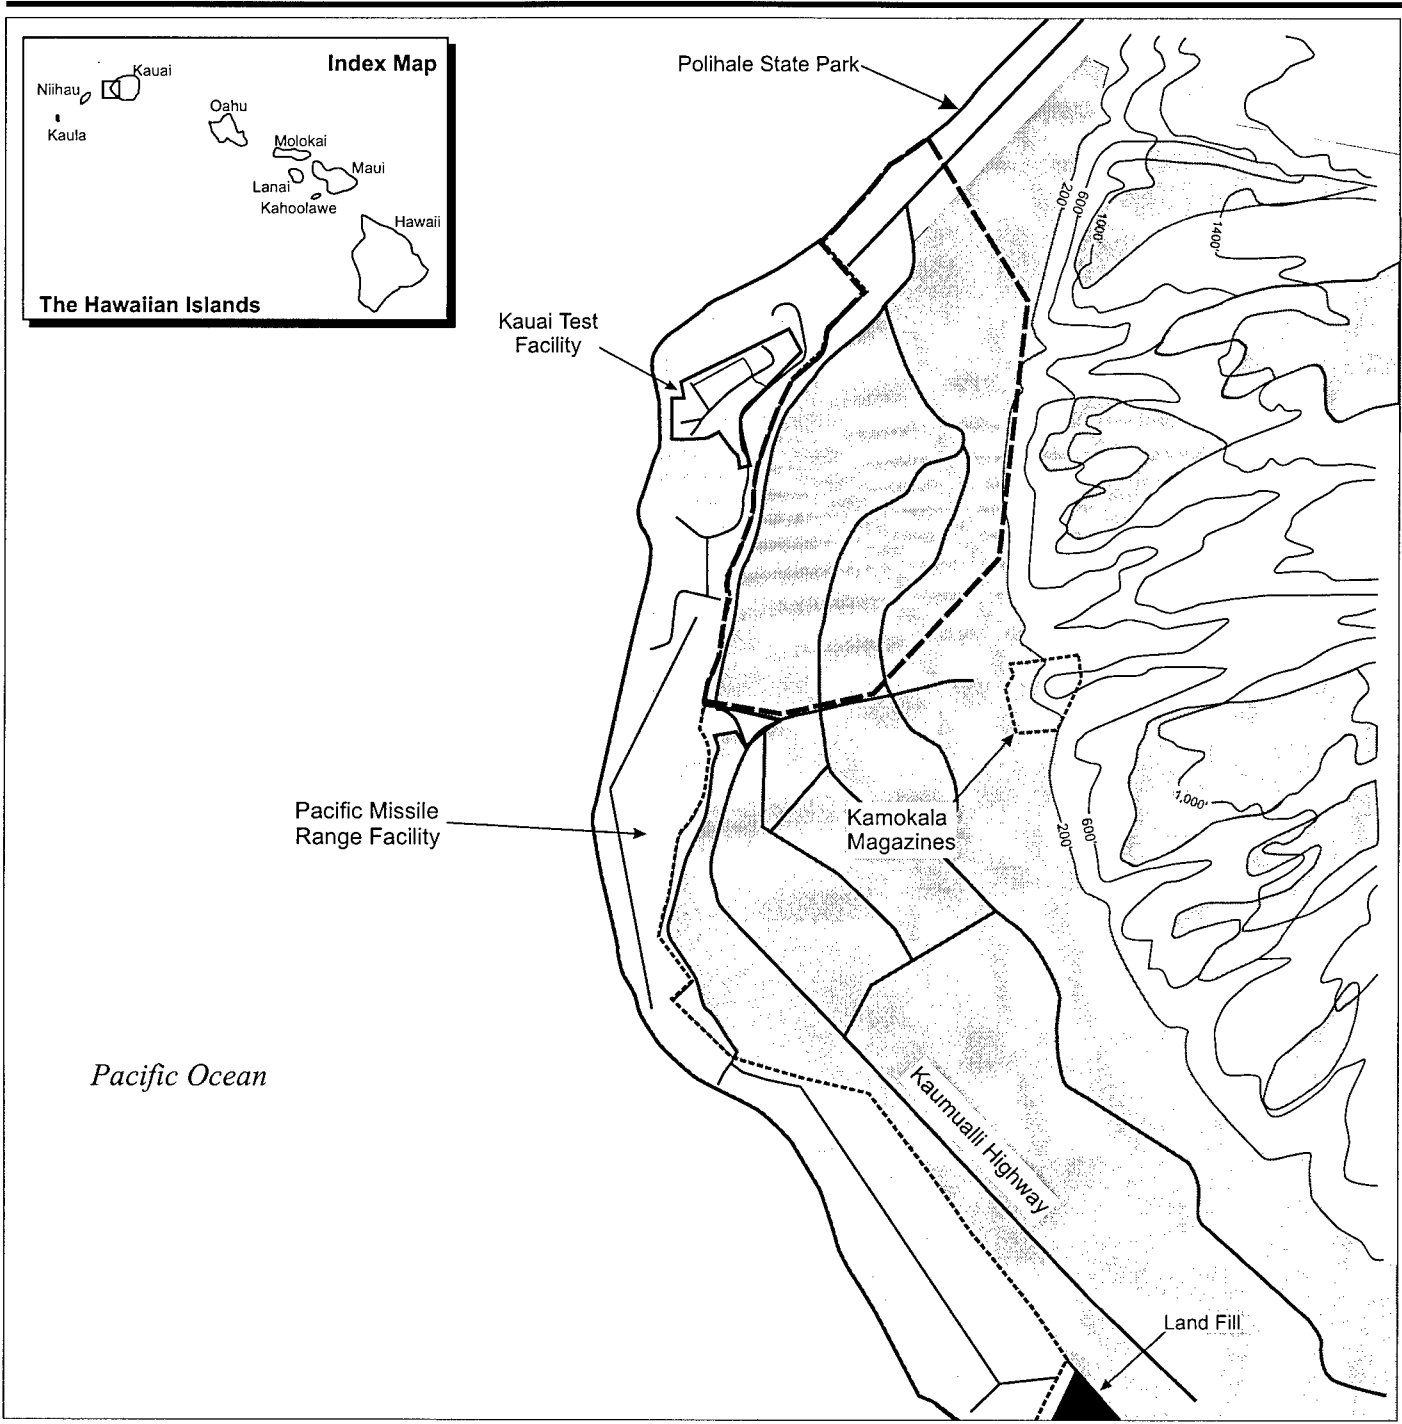 Index Map
Kauai
Niihau
Kaula
Oahu
Molokai
Maui
Lanai
Kahoolawe
Hawaii
The Hawaiian Islands
Polihale State Park
Kauai Test
Facility
200'
600'
1000'
1400'
Pacific Missile
Range Facility
Kamokala
Magazines
1,000'
200'
600'
Pacific Ocean
Kaumualli Highway
Land Fill